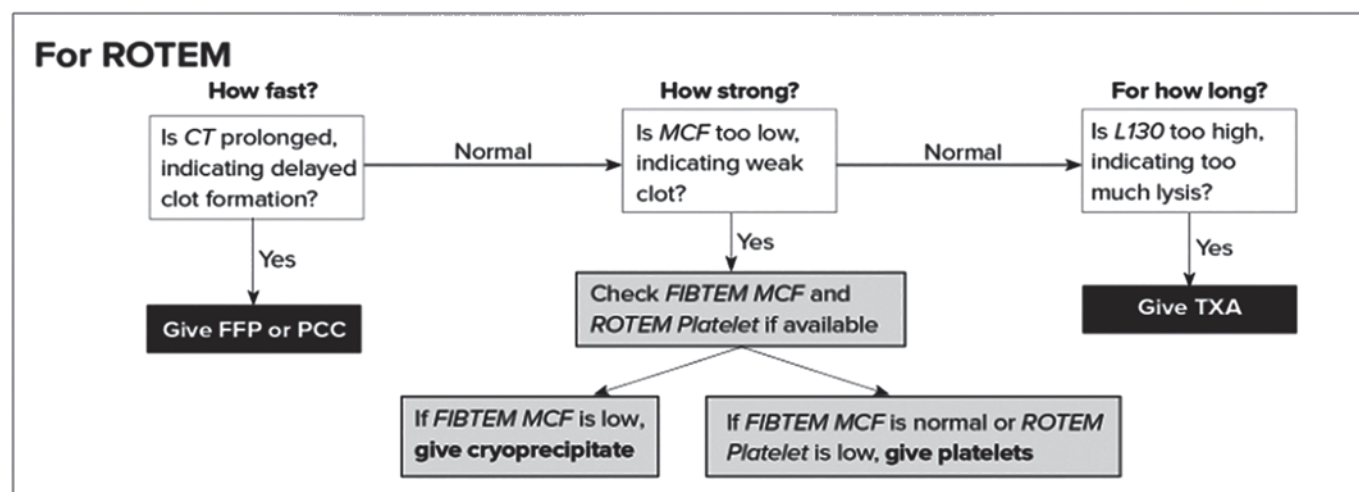 For ROTEM
How fast?
Is CT prolonged,
indicating delayed
clot formation?
Normal
Yes
Give FFP or PCC
How strong?
Is MCF too low,
indicating weak
clot?
Normal
Yes
Check FIBTEM MCF and
ROTEM Platelet if available
If FIBTEM MCF is low,
give cryoprecipitate
If FIBTEM MCF is normal or ROTEM
Platelet is low, give platelets
For how long?
Is L130 too high,
indicating too
much lysis?
Yes
Give TXA